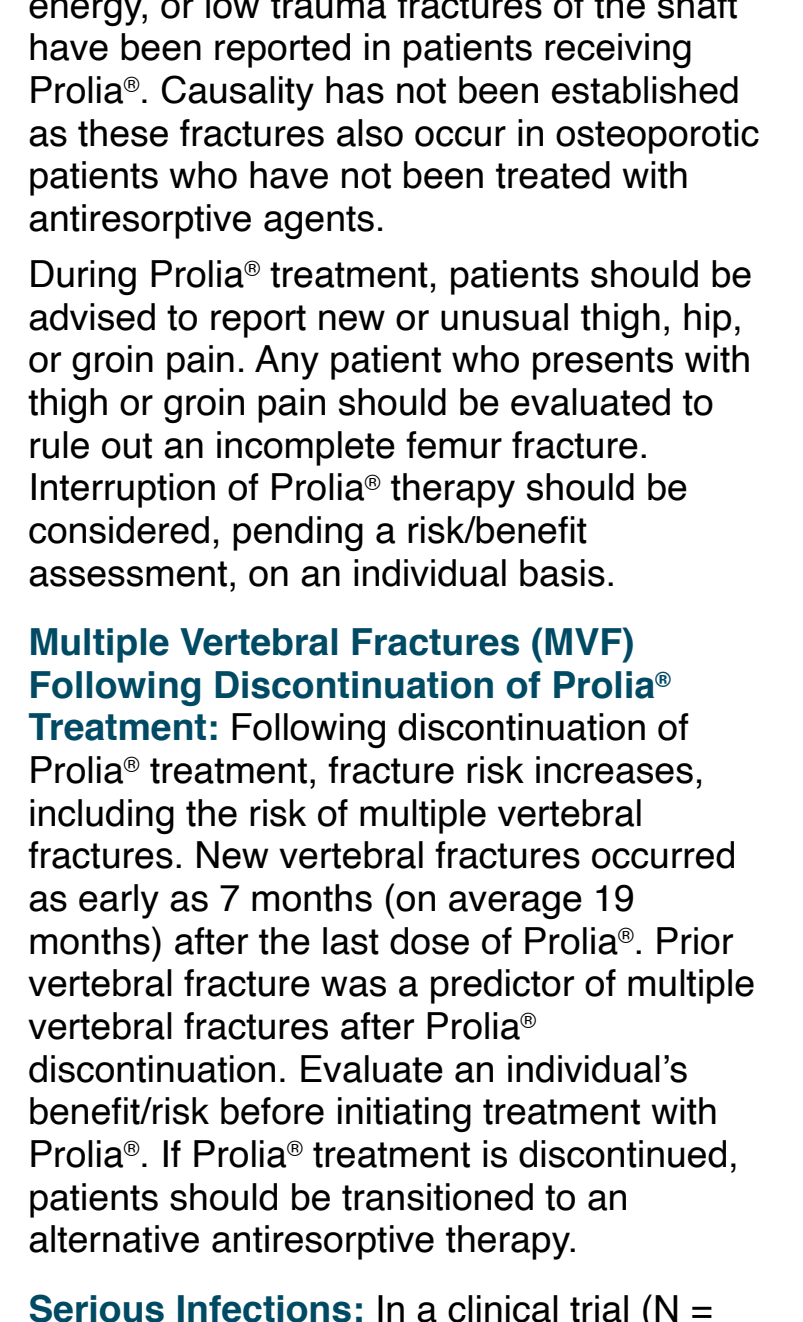 energy, or low trauma fractures of the shaft
have been reported in patients receiving
Prolia®. Causality has not been established
as these fractures also occur in osteoporotic
patients who have not been treated with
antiresorptive agents.
During Prolia® treatment, patients should be
advised to report new or unusual thigh, hip,
or groin pain. Any patient who presents with
thigh or groin pain should be evaluated to
rule out an incomplete femur fracture.
Interruption of Prolia® therapy should be
considered, pending a risk/benefit
assessment, on an individual basis.
Multiple Vertebral Fractures (MVF)
Following Discontinuation of Prolia®
Treatment: Following discontinuation of
Prolia® treatment, fracture risk increases,
including the risk of multiple vertebral
fractures. New vertebral fractures occurred
as early as 7 months (on average 19
months) after the last dose of Prolia®. Prior
vertebral fracture was a predictor of multiple
vertebral fractures after Prolia®
discontinuation. Evaluate an individual’s
benefit/risk before initiating treatment with
Prolia®. If Prolia® treatment is discontinued,
patients should be transitioned to an
alternative antiresorptive therapy.
Serious Infections: In a clinical trial (N =